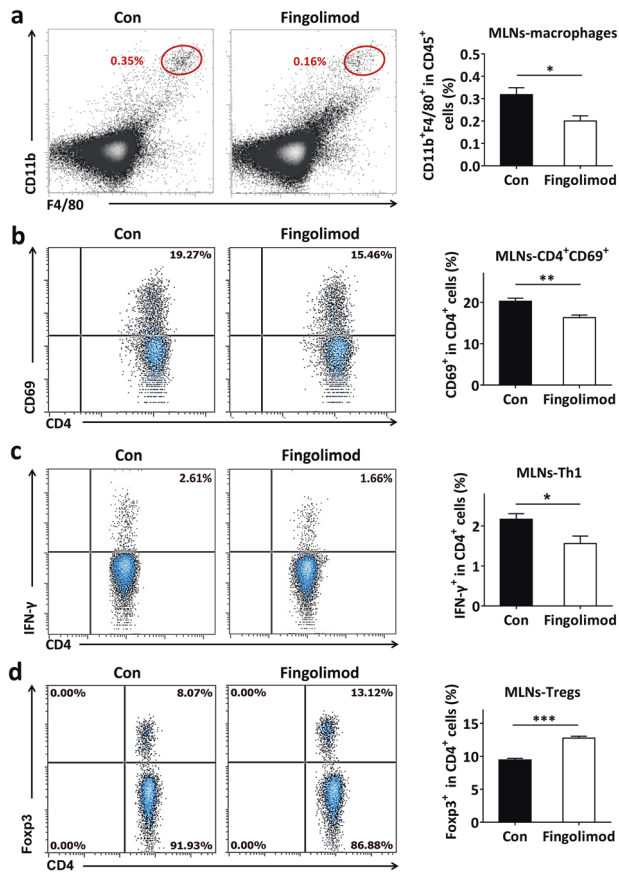 a
Con
Fingolimod
0.35%
0.16%
CD11b
F4/80
MLNs-macrophages
CD11b⁺F4/80⁺ in CD45⁺
cells (%)
0.5
0.4
0.3
0.2
0.1
0.0
*
Con
Fingolimod
b
Con
Fingolimod
19.27%
15.46%
CD69
CD4
MLNs-CD4⁺CD69⁺
CD69⁺ in CD4⁺ cells (%)
20
10
0
**
Con
Fingolimod
c
Con
Fingolimod
2.61%
1.66%
IFN-γ
CD4
MLNs-Th1
IFN-γ⁺ in CD4⁺ cells (%)
2
1
0
*
Con
Fingolimod
d
Con
Fingolimod
0.00%
8.07%
0.00%
13.12%
0.00%
91.93%
0.00%
86.88%
Foxp3
CD4
MLNs-Tregs
Foxp3⁺ in CD4⁺ cells (%)
15
10
5
0
***
Con
Fingolimod